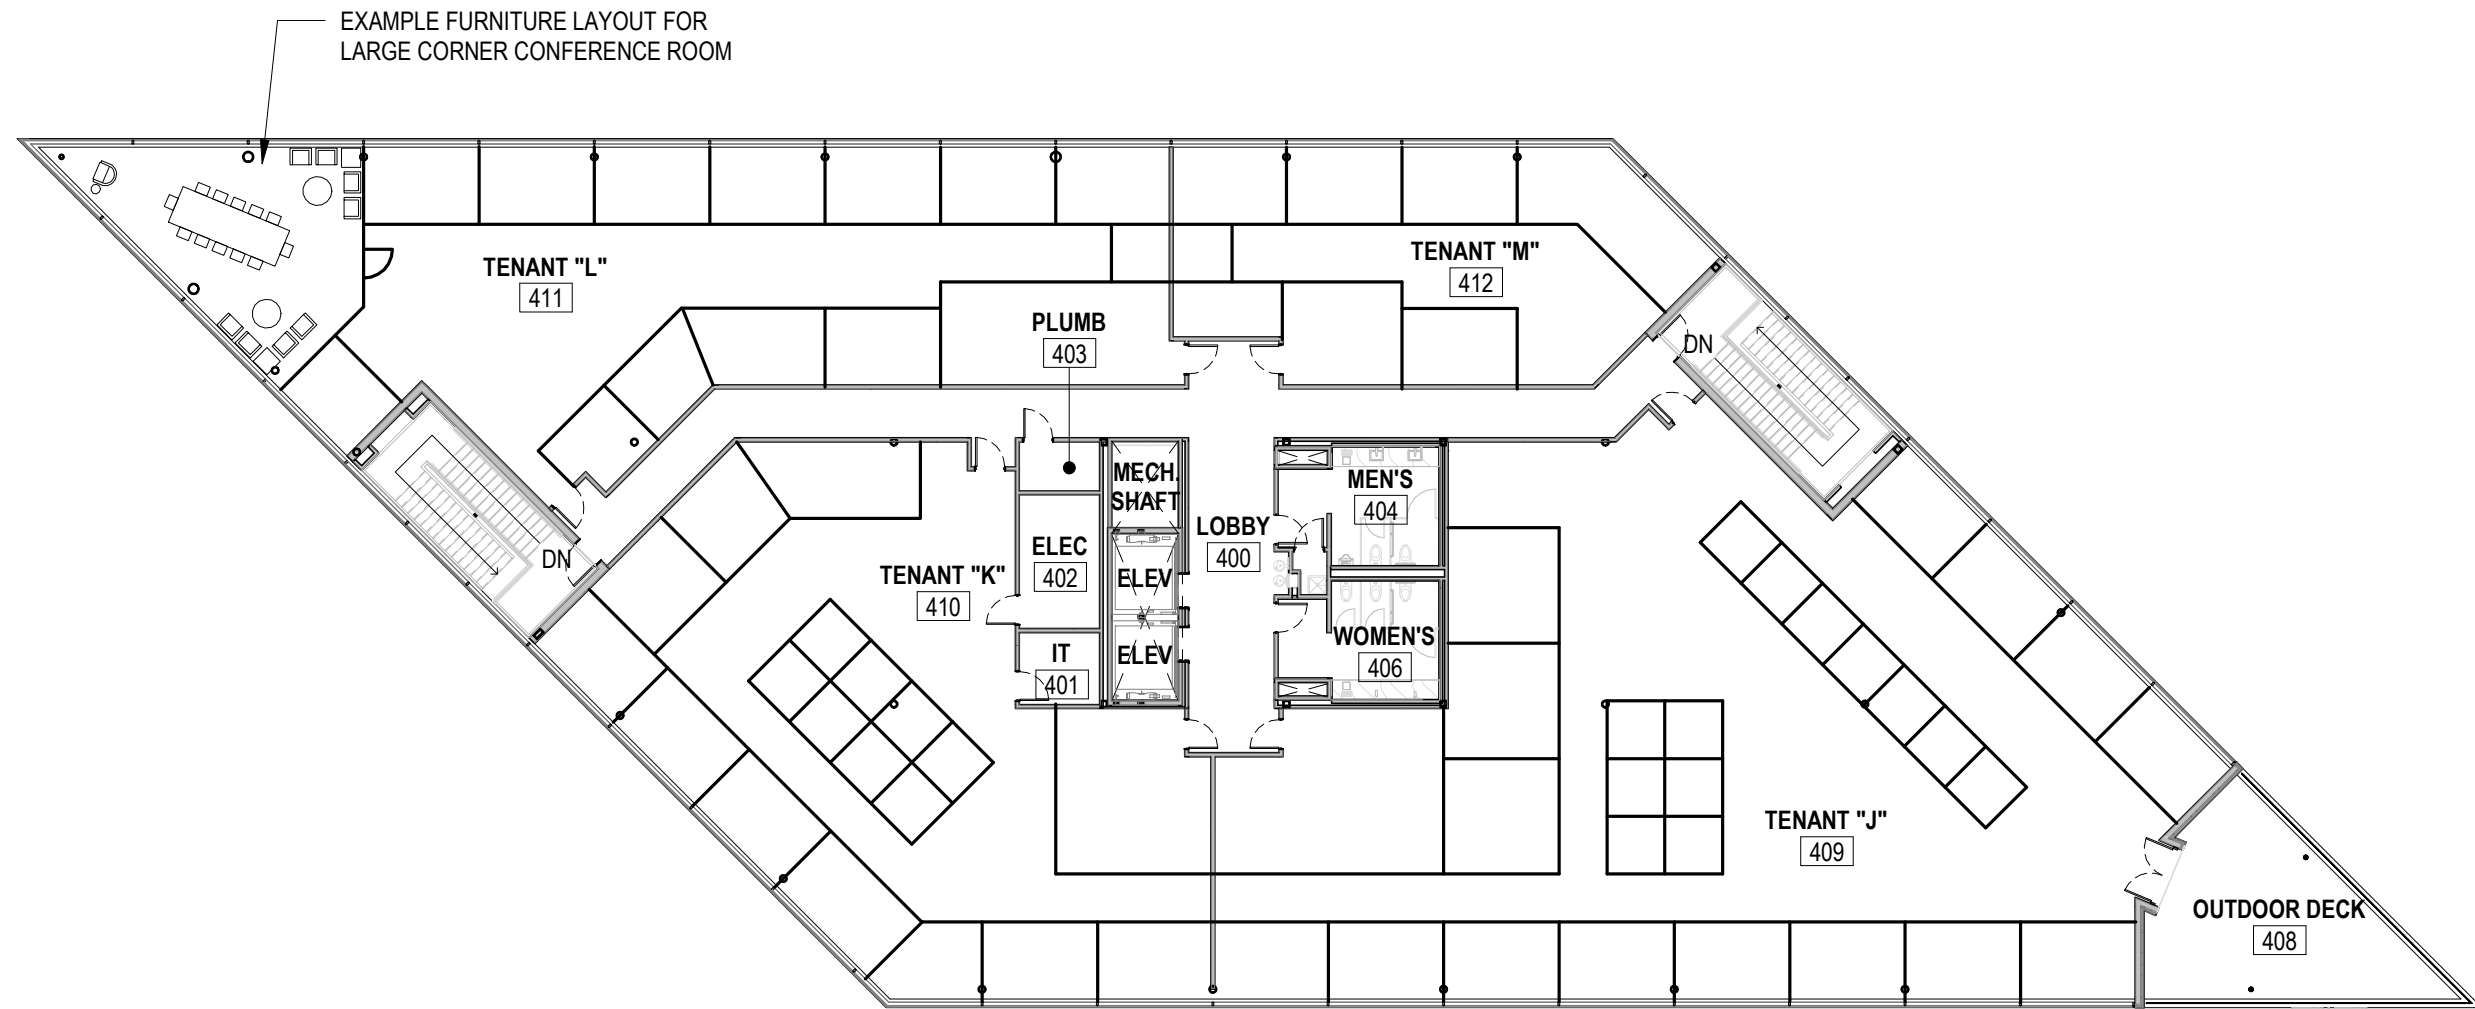 EXAMPLE FURNITURE LAYOUT FOR
LARGE CORNER CONFERENCE ROOM
TENANT "L"
411
TENANT "M"
412
PLUMB
403
DN
MECH.
SHAFT
MEN'S
404
LOBBY
400
ELEC
402
ELEV
DN
TENANT "K"
410
WOMEN'S
406
IT
401
ELEV
TENANT "J"
409
OUTDOOR DECK
408